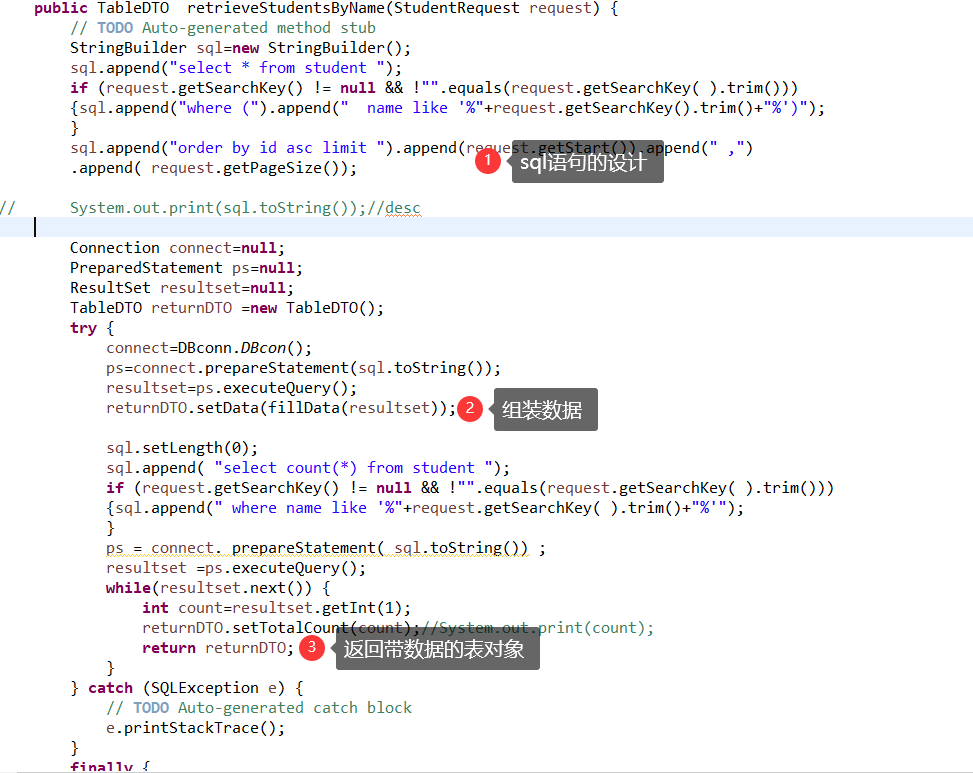 public TableDTO  retrieveStudentsByName(StudentRequest request) {
// TODO Auto-generated method stub
StringBuilder sql=new StringBuilder();
sql.append("select * from student ");
if (request.getSearchKey() != null && !"".equals(request.getSearchKey( ).trim()))
{sql.append("where (").append("  name like '%"+request.getSearchKey().trim()+"%')");
}
sql.append("order by id asc limit ").append(request.getStart()).append(" ,")
1 sql语句的设计
.append( request.getPageSize());
//      System.out.print(sql.toString());//desc
Connection connect=null;
PreparedStatement ps=null;
ResultSet resultset=null;
TableDTO returnDTO =new TableDTO();
try {
connect=DBconn.DBcon();
ps=connect.prepareStatement(sql.toString());
resultset=ps.executeQuery();
returnDTO.setData(fillData(resultset)); 2 组装数据
sql.setLength(0);
sql.append( "select count(*) from student ");
if (request.getSearchKey() != null && !"".equals(request.getSearchKey( ).trim()))
{sql.append(" where name like '%"+request.getSearchKey( ).trim()+"%'");
}
ps = connect. prepareStatement( sql.toString()) ;
resultset =ps.executeQuery();
while(resultset.next()) {
int count=resultset.getInt(1);
returnDTO.setTotalCount(count);//System.out.print(count);
return returnDTO; 3 返回带数据的表对象
}
} catch (SQLException e) {
// TODO Auto-generated catch block
e.printStackTrace();
}
finally {